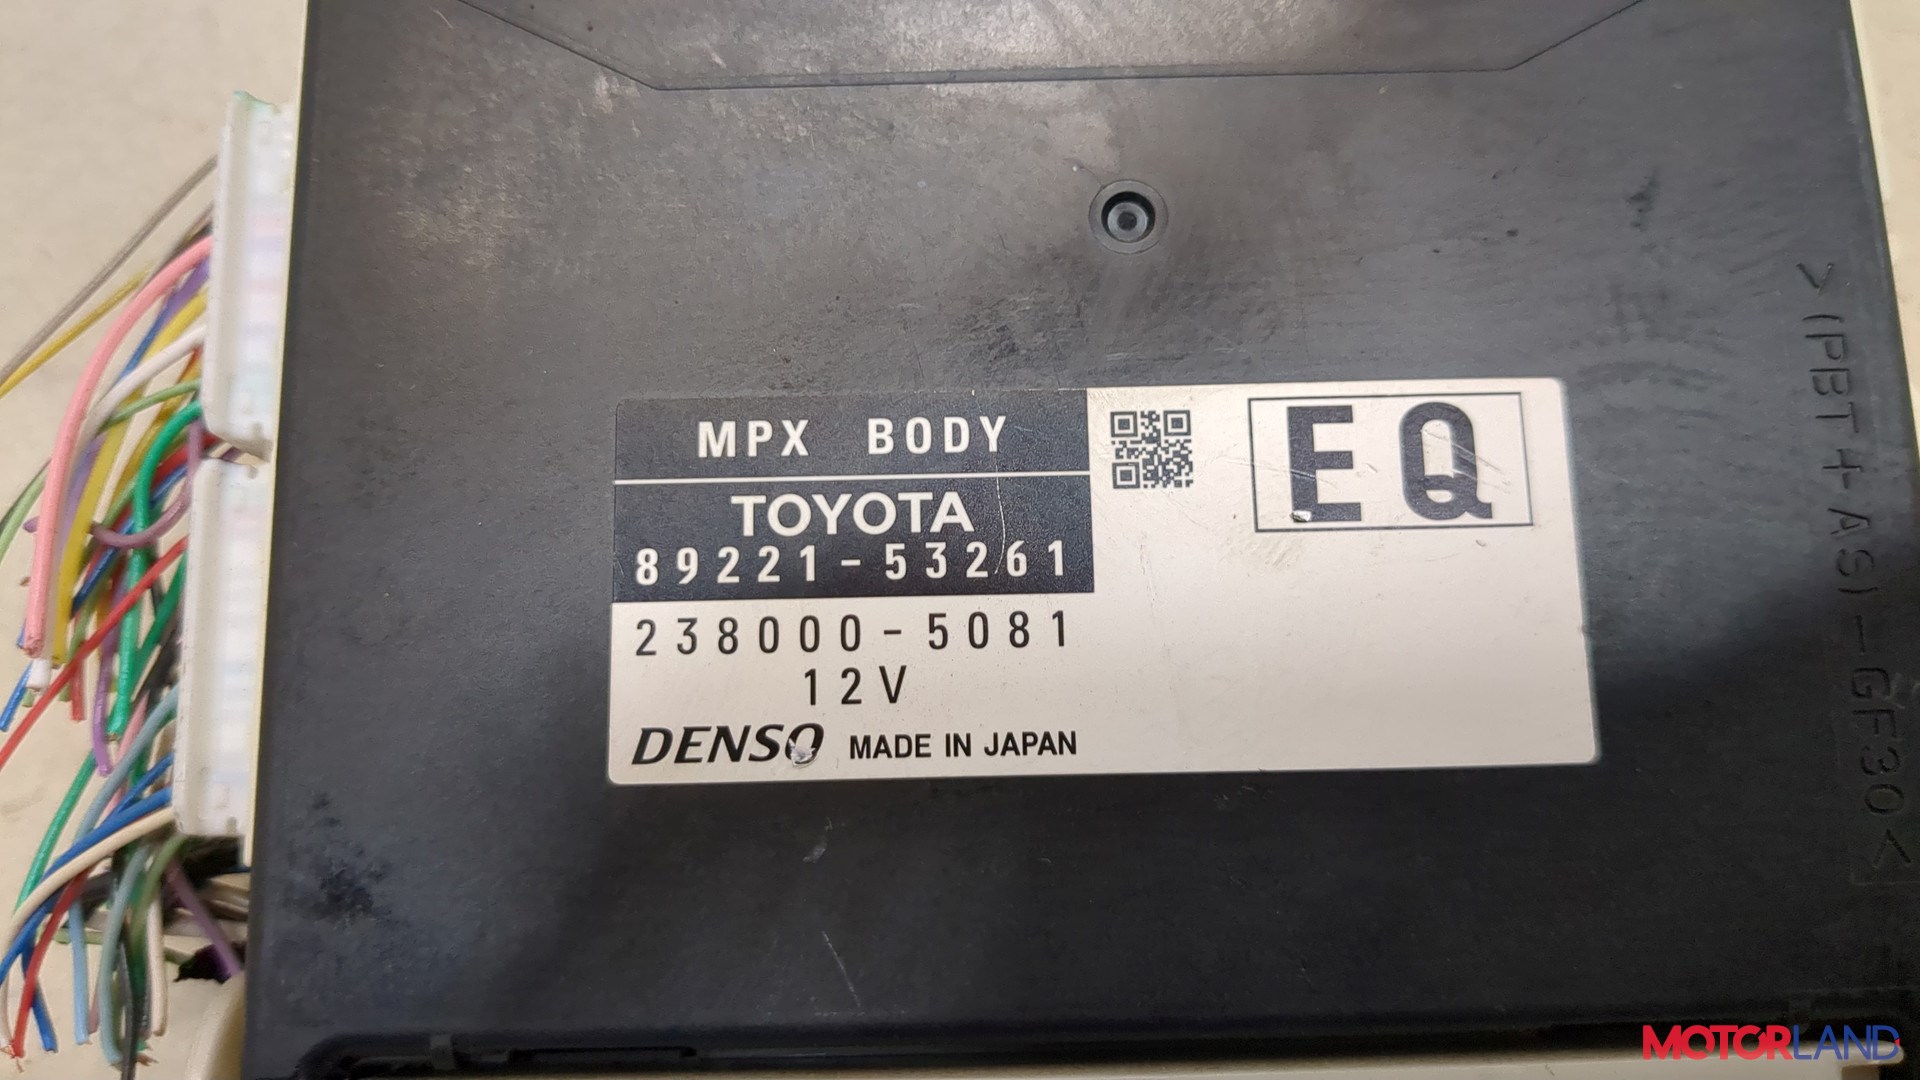 MPX BODY
EQ
TOYOTA
89221-53261
238000-5081
12V
DENSO MADE IN JAPAN
>(PBT+AS)-GF30<
MOTORLAND